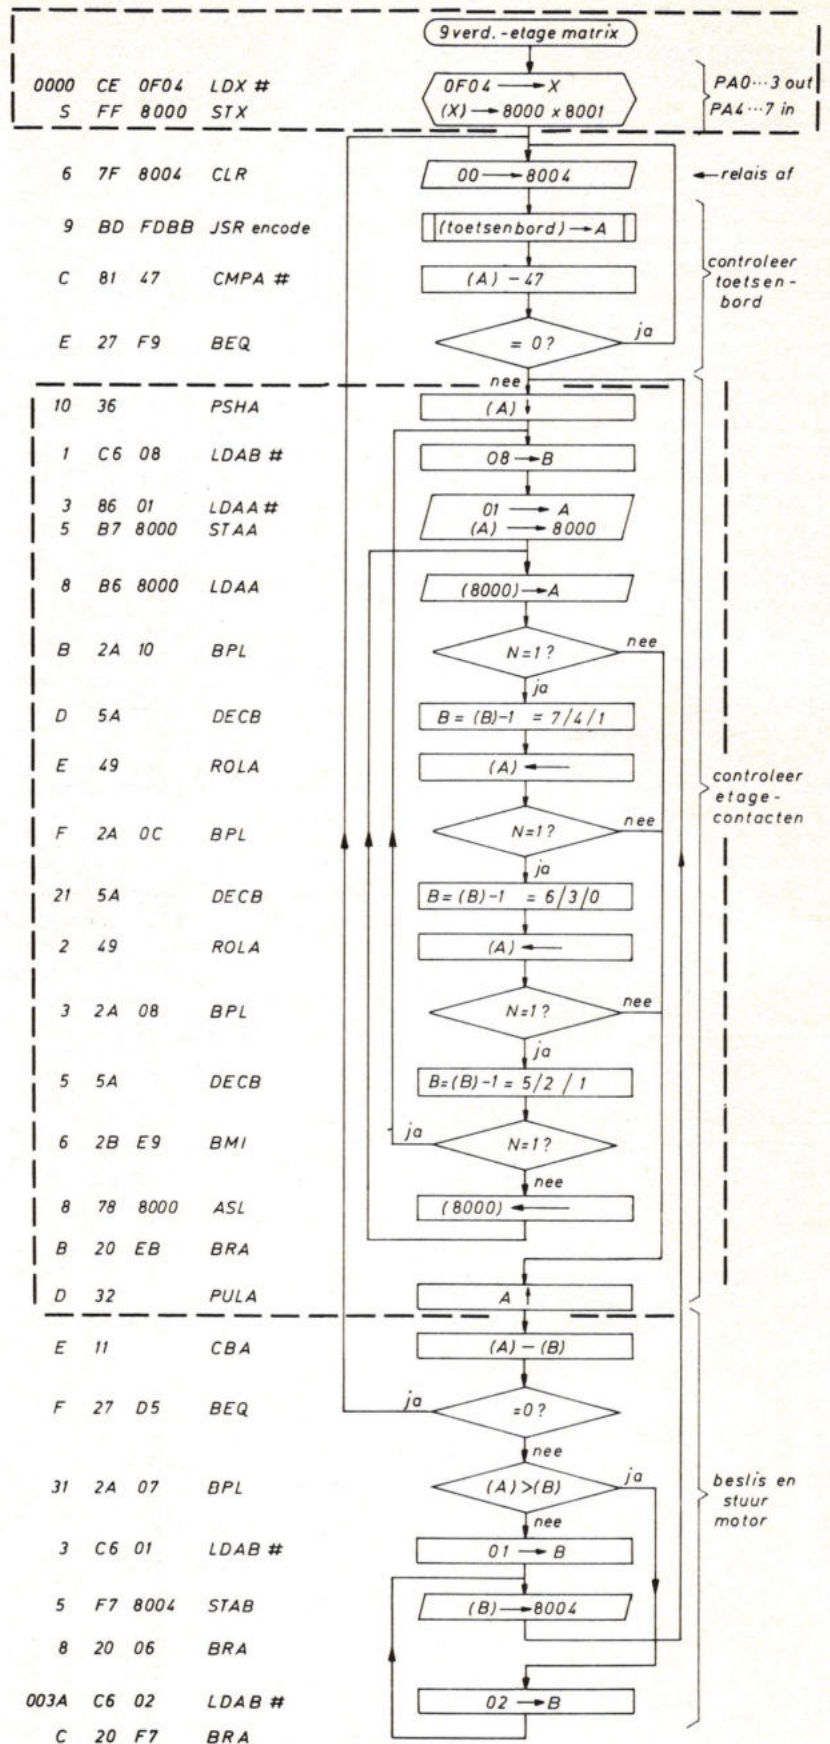 9 verd. - etage matrix
0000 CE 0F04 LDX # 0F04 → X PA0···3 out
S FF 8000 STX (X) → 8000 x 8001 PA4···7 in
6 7F 8004 CLR 00 → 8004 ← relais af
9 BD FDBB JSR encode (toetsenbord) → A
controleer
toetsen-
bord
C 81 47 CMPA # (A) - 47
E 27 F9 BEQ = 0? ja
nee
10 36 PSHA (A) ↓
1 C6 08 LDAB # 08 → B
3 86 01 LDAA # 01 → A
5 B7 8000 STAA (A) → 8000
8 B6 8000 LDAA (8000) → A
B 2A 10 BPL N=1? nee
ja
D 5A DECB B = (B)-1 = 7/4/1
E 49 ROLA (A) ←
controleer
etage-
contacten
F 2A 0C BPL N=1? nee
ja
21 5A DECB B=(B)-1 = 6/3/0
2 49 ROLA (A) ←
3 2A 08 BPL N=1? nee
ja
5 5A DECB B=(B)-1 = 5/2 / 1
6 2B E9 BMI ja N=1?
nee
8 78 8000 ASL (8000) ←
B 20 EB BRA
D 32 PULA A ↑
E 11 CBA (A) - (B)
F 27 D5 BEQ ja =0?
nee
31 2A 07 BPL (A) >(B) ja
nee
beslis en
stuur
motor
3 C6 01 LDAB # 01 → B
5 F7 8004 STAB (B) → 8004
8 20 06 BRA
003A C6 02 LDAB # 02 → B
C 20 F7 BRA